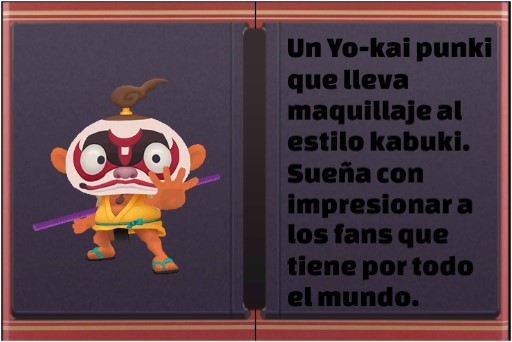 Un Yo-kai punki
que lleva
maquillaje al
estilo kabuki.
Sueña con
impresionar a
los fans que
tiene por todo
el mundo.